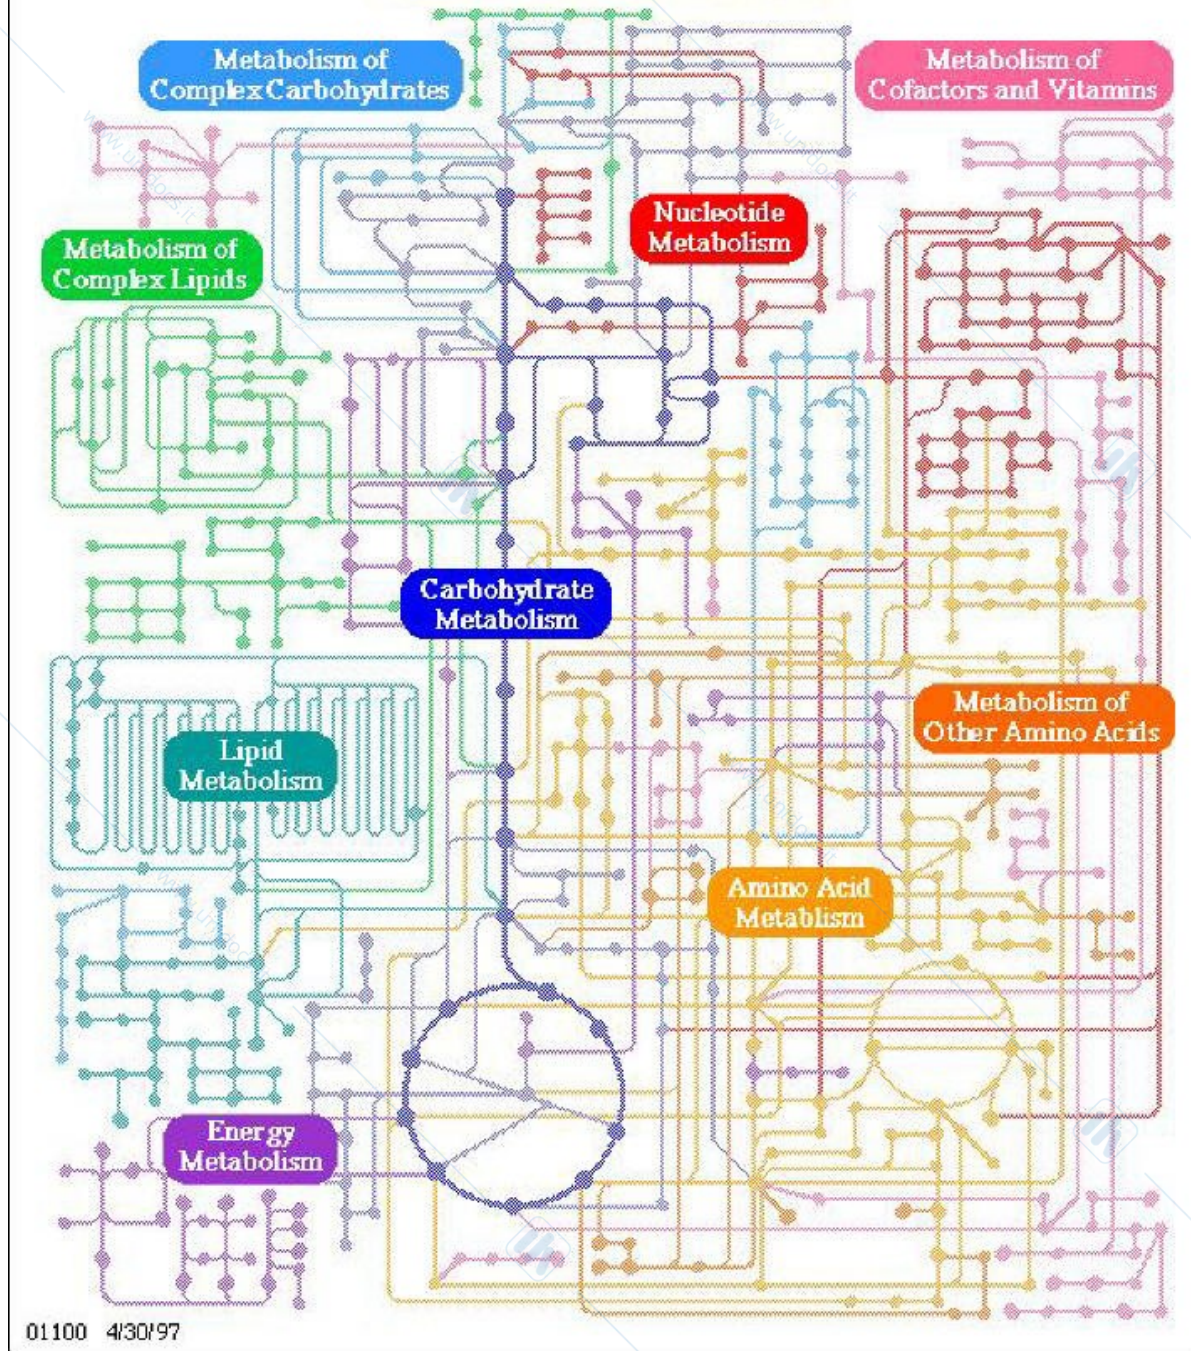 Metabolism of
Complex Carbohydrates
Metabolism of
Cofactors and Vitamins
Nucleotide
Metabolism
Metabolism of
Complex Lipids
Carbohydrate
Metabolism
Metabolism of
Other Amino Acids
Lipid
Metabolism
Amino Acid
Metablism
Energy
Metabolism
01100 4/30/97